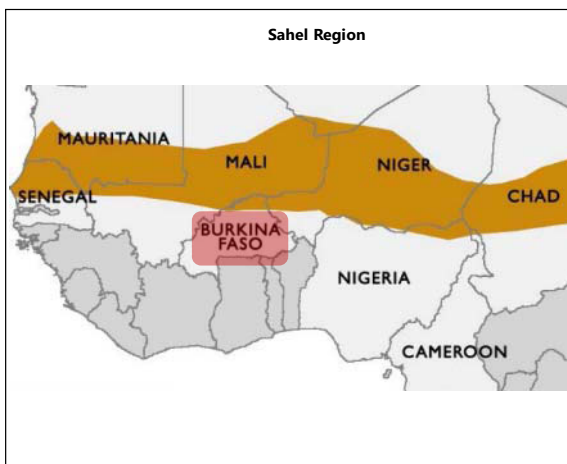 Sahel Region
MAURITANIA
MALI
NIGER
CHAD
SENEGAL
BURKINA
FASO
NIGERIA
CAMEROON